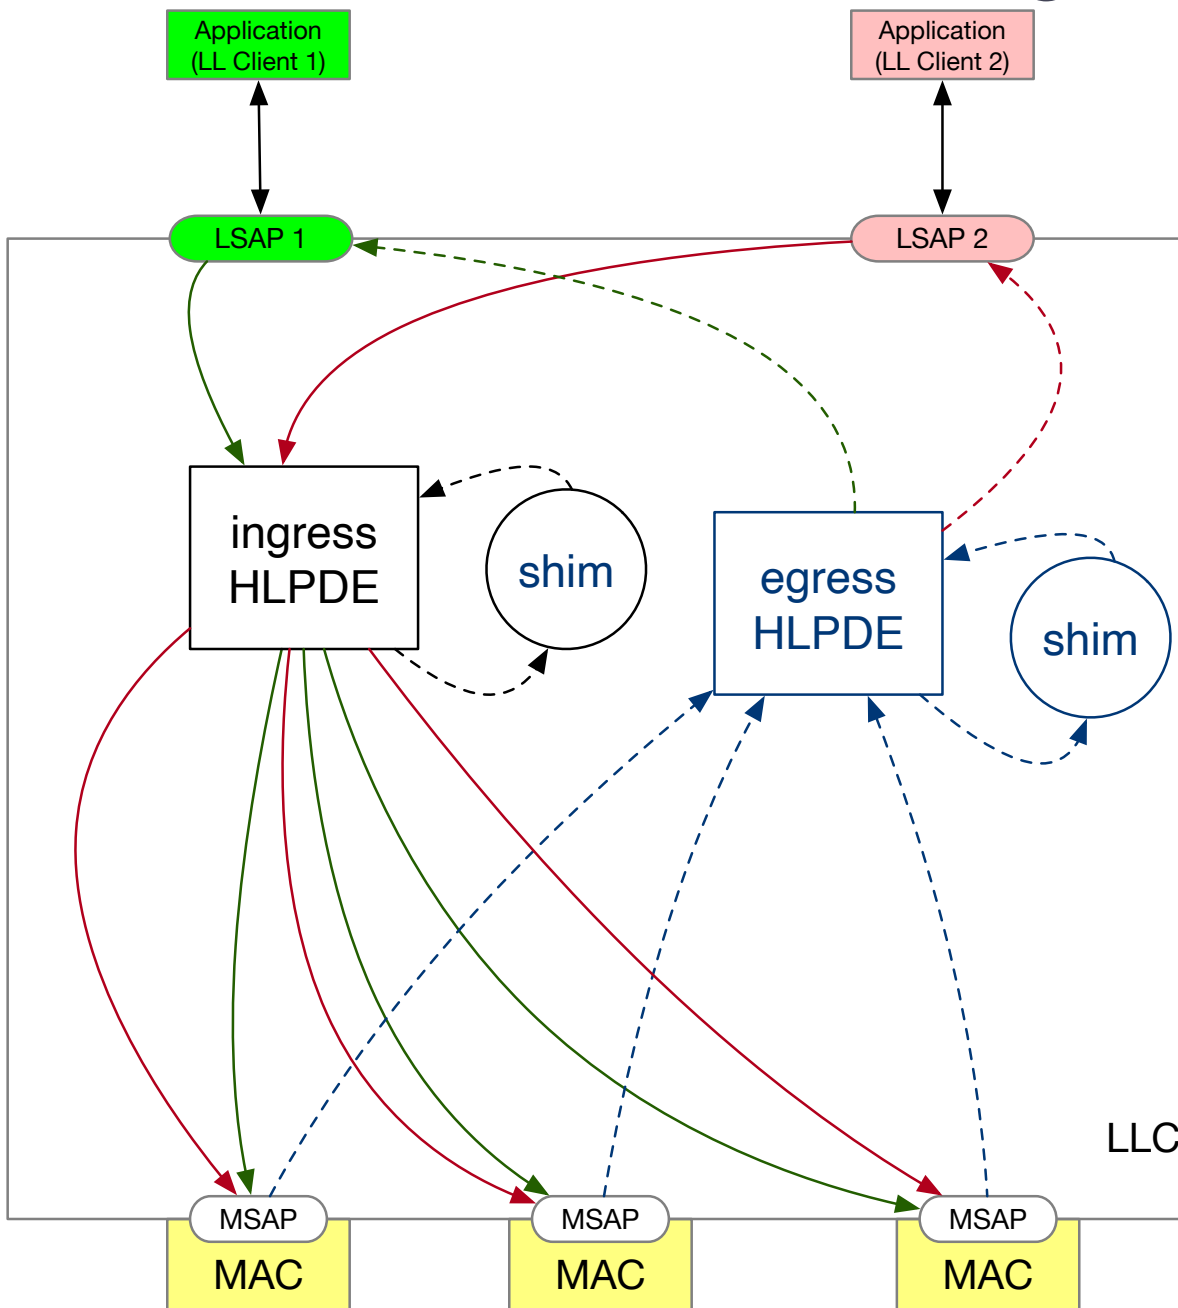 Application
(LL Client 1)
Application
(LL Client 2)
LSAP 1
LSAP 2
ingress
HLPDE
shim
egress
HLPDE
shim
LLC
MSAP
MSAP
MSAP
MAC
MAC
MAC